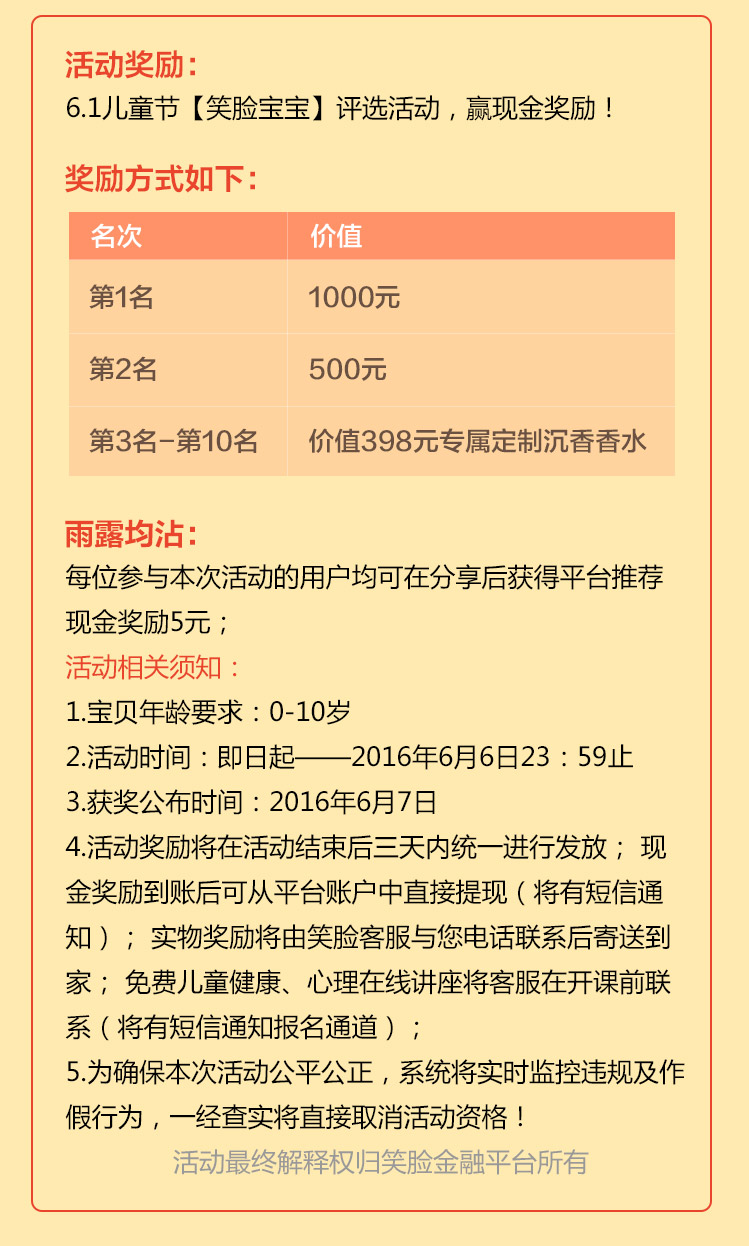 活动奖励：
6.1儿童节【笑脸宝宝】评选活动，赢现金奖励！
奖励方式如下：
名次 价值
第1名 1000元
第2名 500元
第3名-第10名 价值398元专属定制沉香香水
雨露均沾：
每位参与本次活动的用户均可在分享后获得平台推荐
现金奖励5元；
活动相关须知：
1.宝贝年龄要求：0-10岁
2.活动时间：即日起——2016年6月6日23：59止
3.获奖公布时间：2016年6月7日
4.活动奖励将在活动结束后三天内统一进行发放； 现
金奖励到账后可从平台账户中直接提现（将有短信通
知）； 实物奖励将由笑脸客服与您电话联系后寄送到
家； 免费儿童健康、心理在线讲座将客服在开课前联
系（将有短信通知报名通道）；
5.为确保本次活动公平公正，系统将实时监控违规及作
假行为，一经查实将直接取消活动资格！
活动最终解释权归笑脸金融平台所有